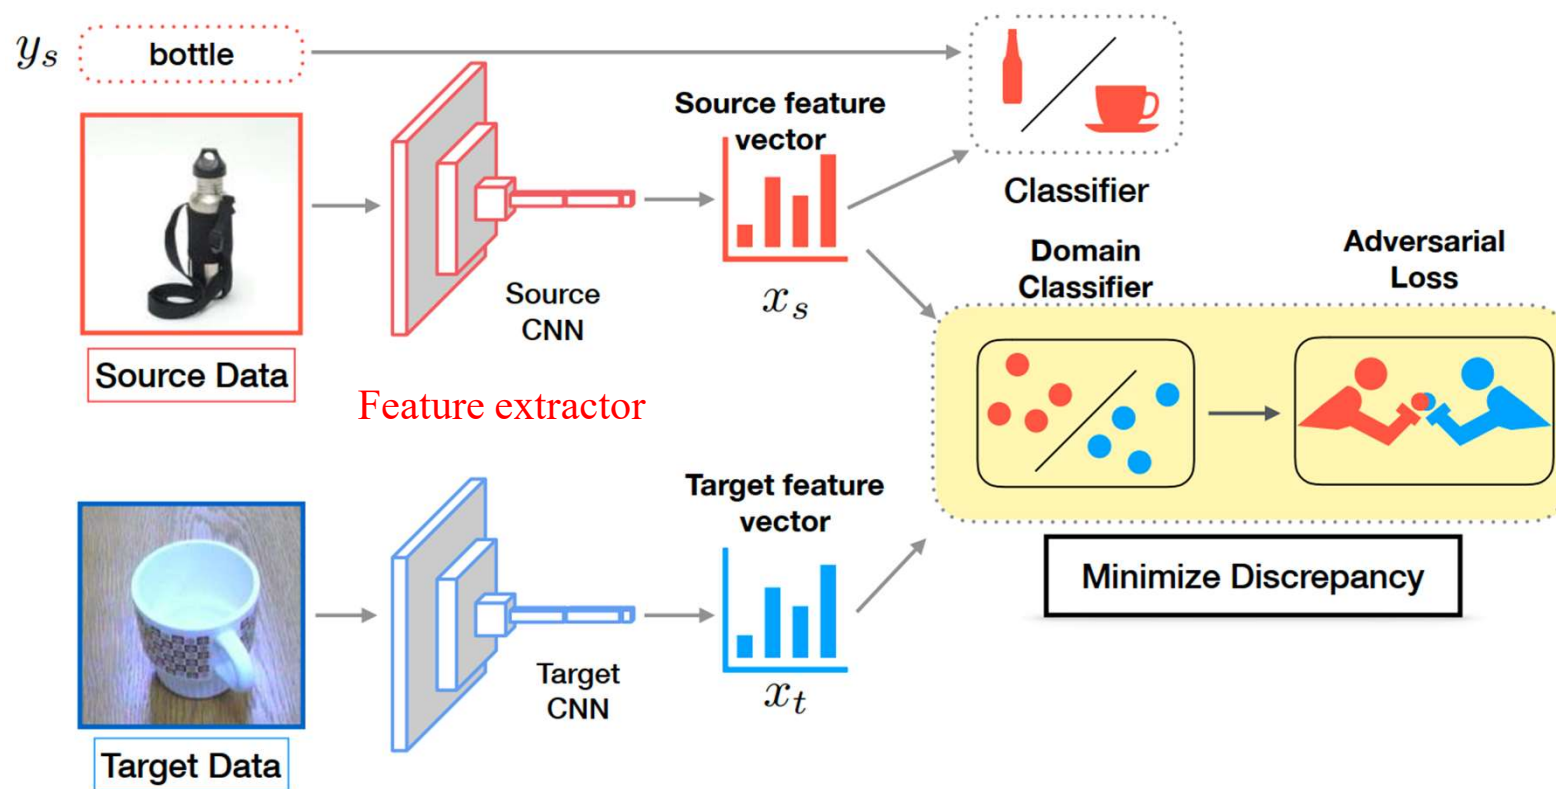 y_s
bottle
Source feature
vector
Classifier
Source
CNN
x_s
Source Data
Domain
Classifier
Adversarial
Loss
Feature extractor
Target feature
vector
Minimize Discrepancy
Target
CNN
x_t
Target Data